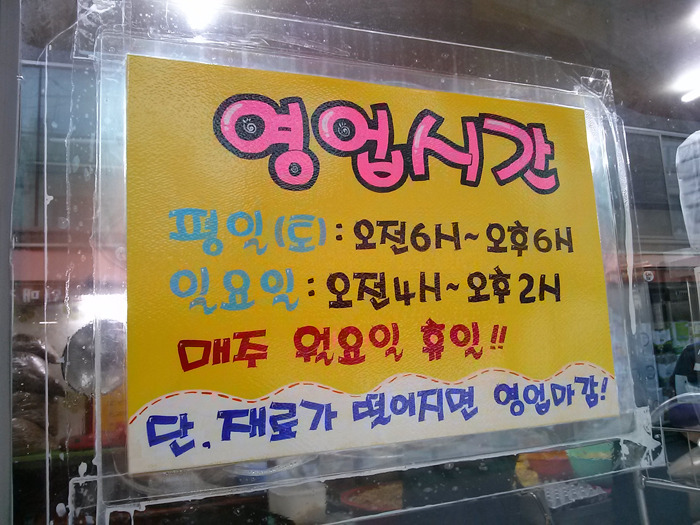 영업시간
평일(토) : 오전6시~오후6시
일요일 : 오전4시~오후2시
매주 월요일 휴일!!
단, 재료가 떨어지면 영업마감!